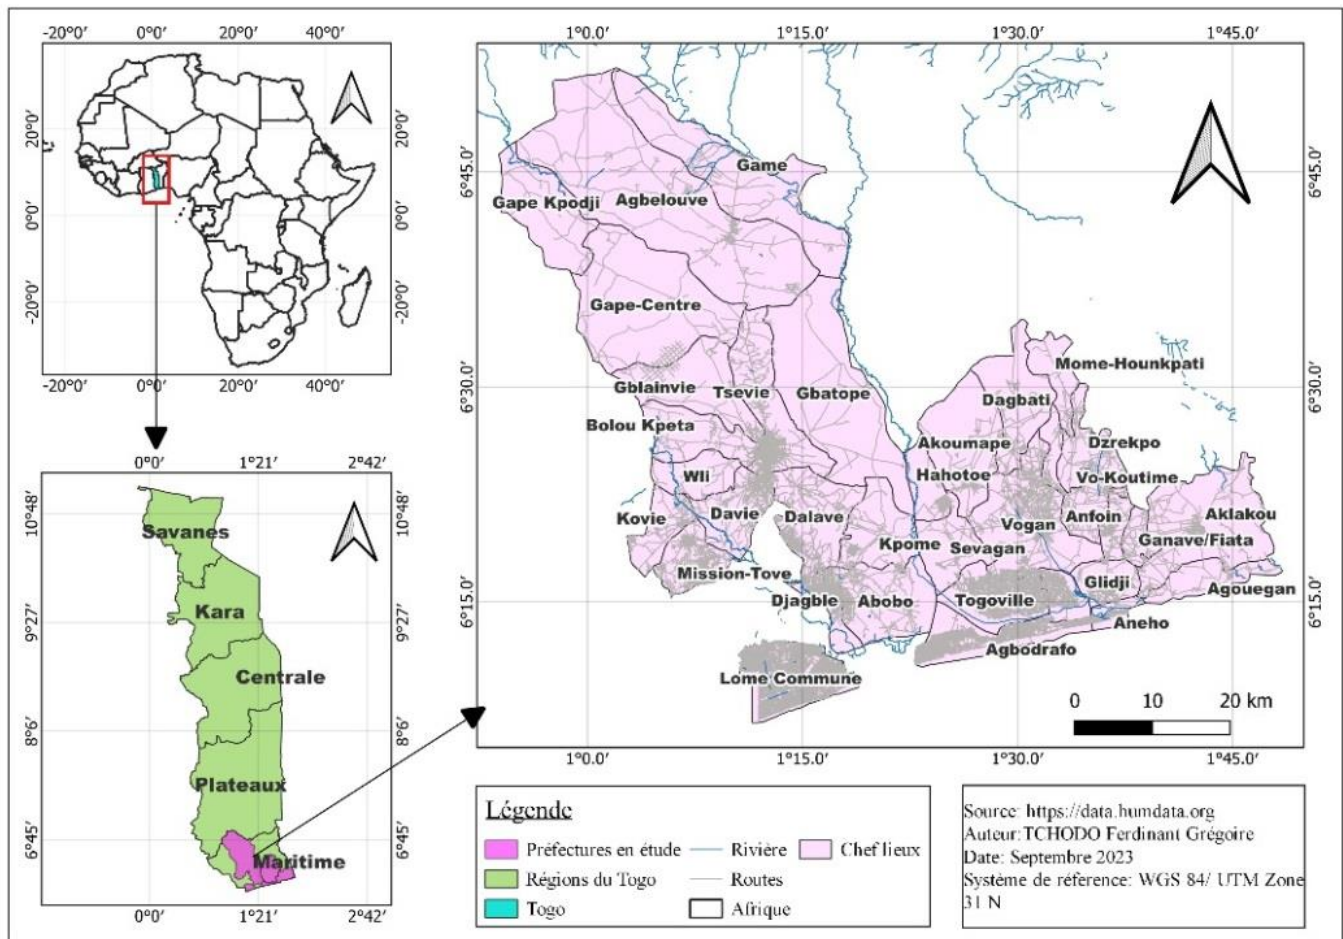 -20°0′ 0°0′ 20°0′ 40°0′
20°0′ 20°0′
0°0′ 0°0′
-20°0′ -20°0′
-20°0′ 0°0′ 20°0′ 40°0′
0°0′ 1°21′ 2°42′
10°48′ 10°48′
Savanes
Kara
9°27′ 9°27′
Centrale
8°6′ 8°6′
Plateaux
6°45′ 6°45′
Maritime
0°0′ 1°21′ 2°42′
1°0.0′ 1°15.0′ 1°30.0′ 1°45.0′
6°45.0′ 6°45.0′
Game
Gape Kpodji Agbelouve
Gape-Centre
Mome-Hounkpati
6°30.0′ 6°30.0′
Gblainvie Tsevie Gbatope Dagbati
Bolou Kpeta
Akoumape Dzrekpo
Wli Hahotoe Vo-Koutime
Kovie Davie Dalave Vogan Anfoin Aklakou
Kpome Sevagan Ganave/Fiata
Mission-Tove Glidji Agouegan
6°15.0′ 6°15.0′
Djagble Abobo Togoville
Aneho
Agbodrafo
Lome Commune
0 10 20 km
1°0.0′ 1°15.0′ 1°30.0′ 1°45.0′
Légende
Préfectures en étude Rivière Chef lieux
Régions du Togo Routes
Togo Afrique
Source: https://data.humdata.org
Auteur:TCHODO Ferdinant Grégoire
Date: Septembre 2023
Système de réference: WGS 84/ UTM Zone
31 N